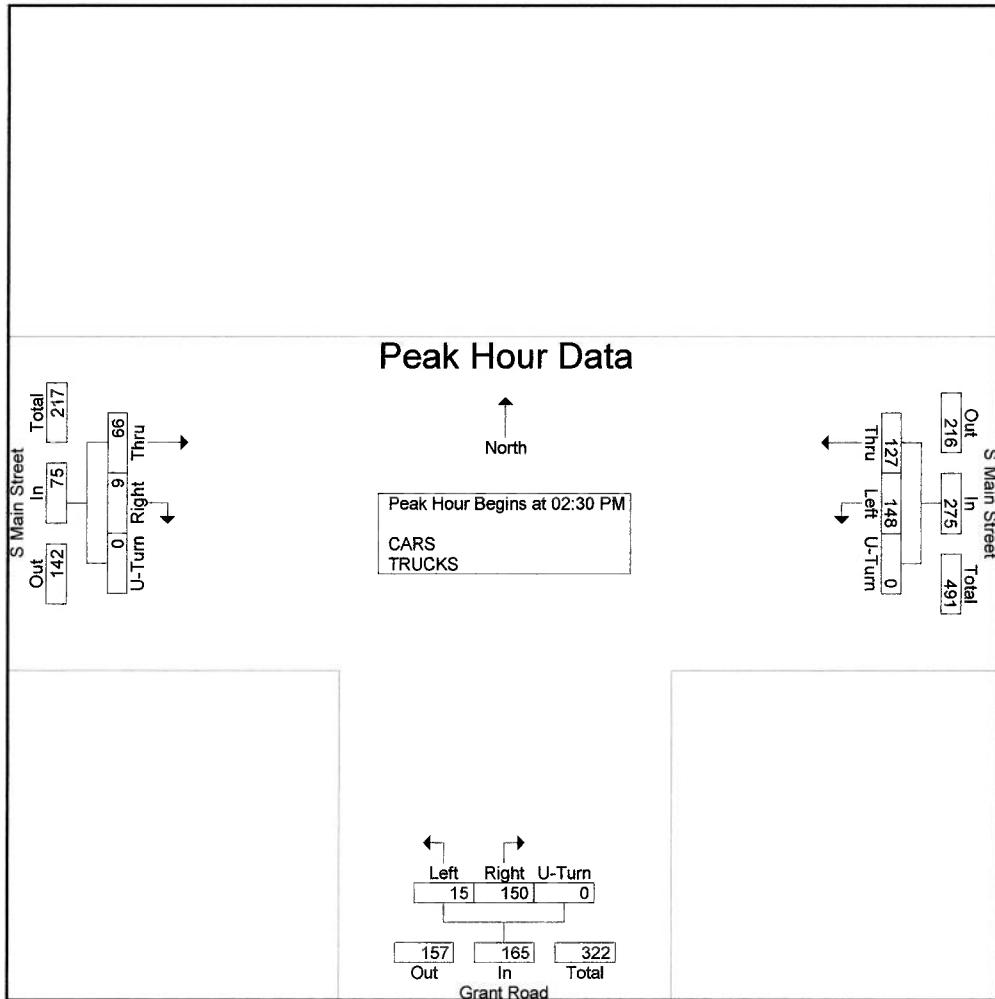 Peak Hour Data
North
Peak Hour Begins at 02:30 PM
CARS
TRUCKS
S Main Street
Total
217
In
75
Out
142
Thru
66
Right
9
U-Turn
0
Thru
127
Left
148
U-Turn
0
Out
216
In
275
Total
491
S Main Street
Left Right U-Turn
15 150 0
157 165 322
Out In Total
Grant Road